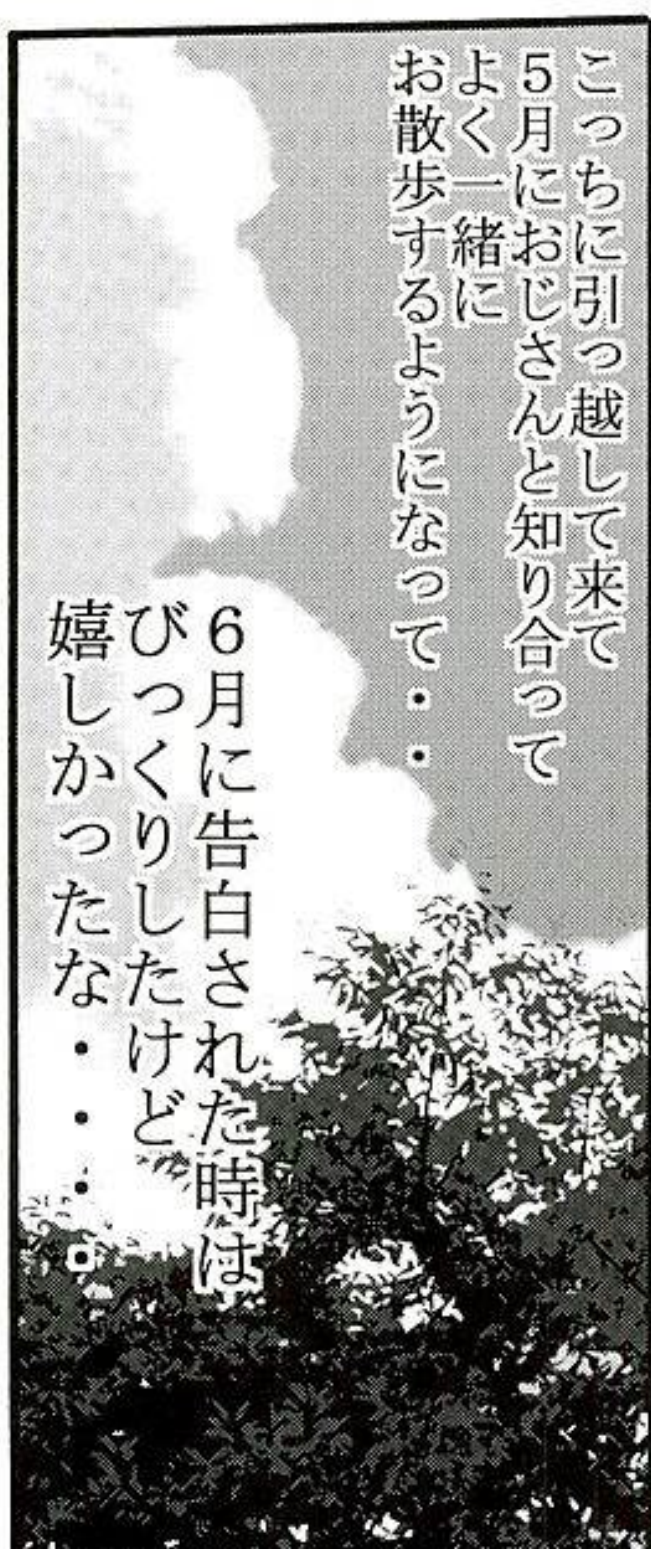 こっちに引っ越して来て
5月におじさんと知り合って
よく一緒に
お散歩するようになって・・
6月に告白された時は
びっくりしたけど
嬉しかったな・・・。